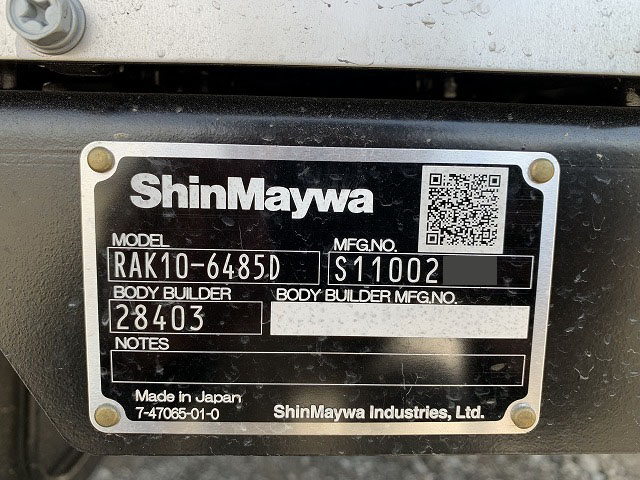 ShinMaywa
MODEL MFG.NO.
RAK10-6485D S11002
BODY BUILDER BODY BUILDER MFG.NO.
28403
NOTES
Made in Japan
7-47065-01-0 ShinMaywa Industries, Ltd.